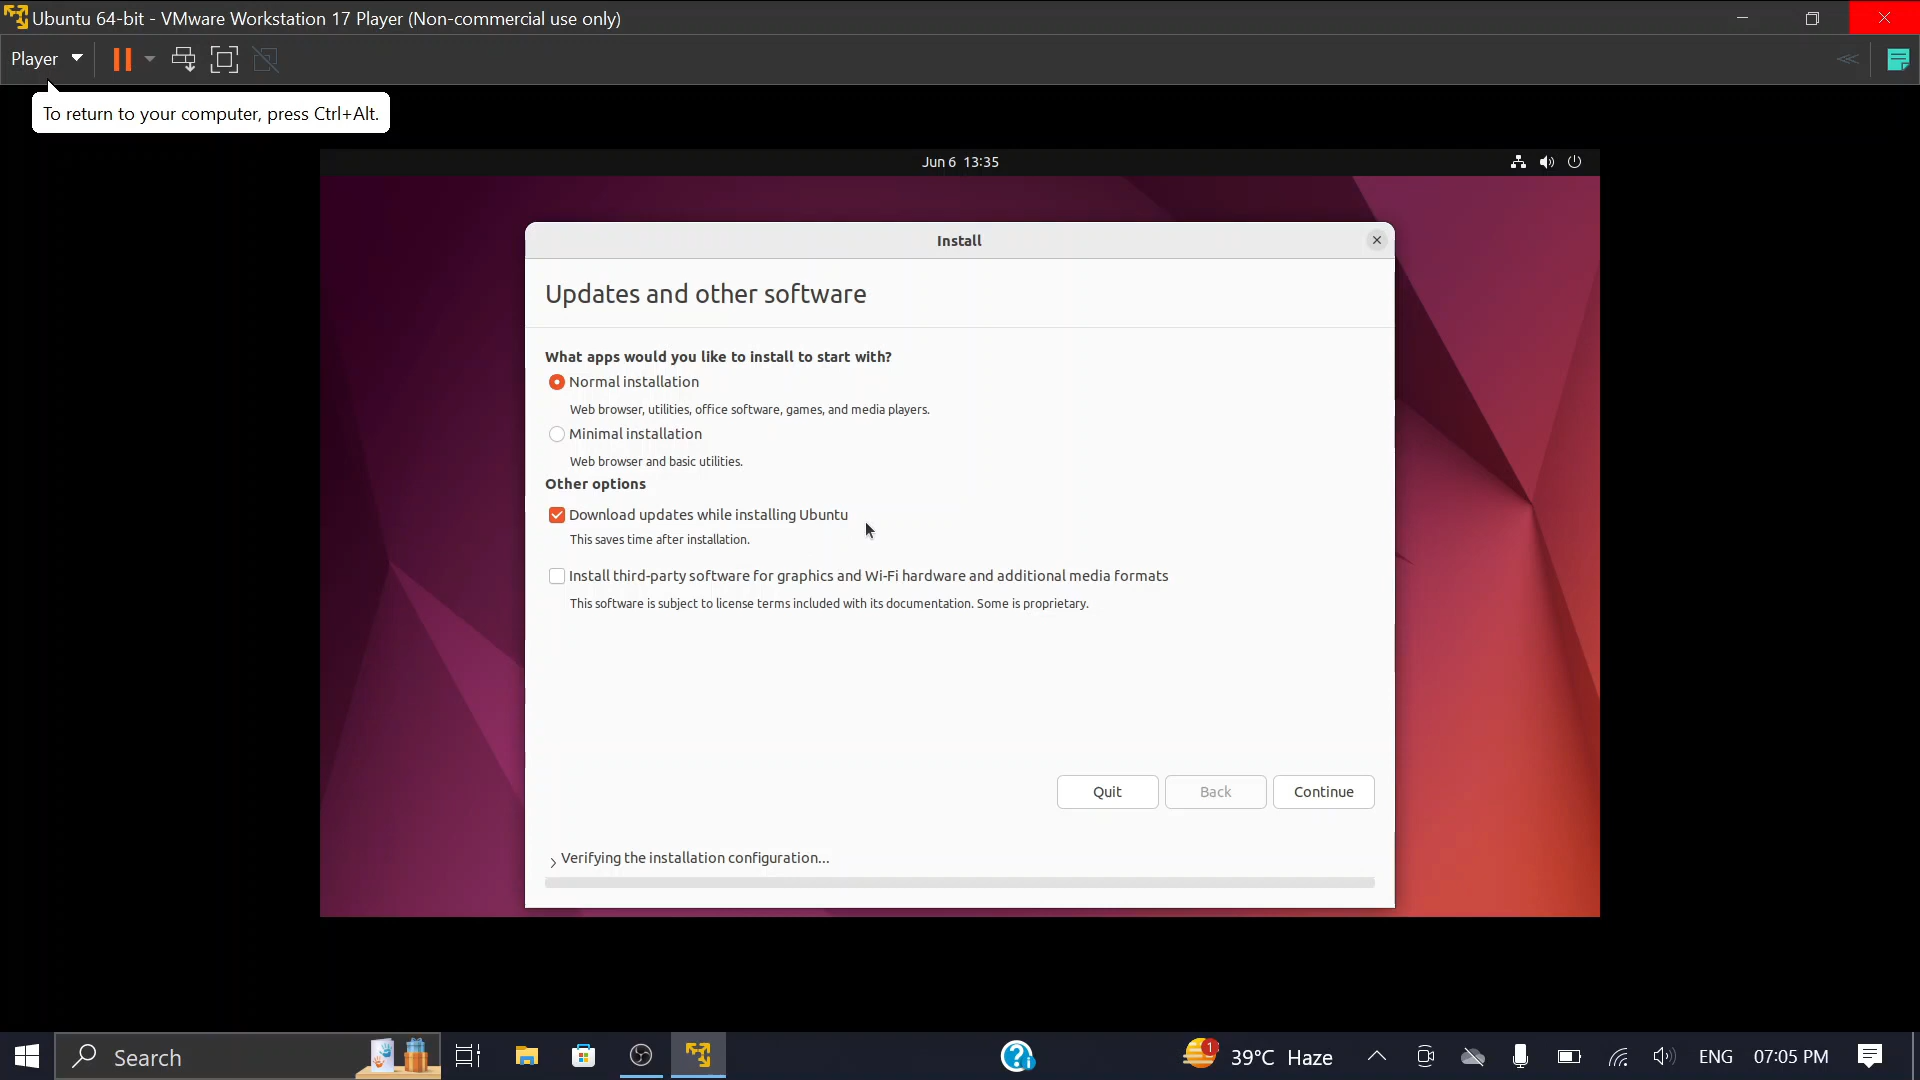 Ubuntu 64-bit - VMware Workstation 17 Player (Non-commercial use only)
Player
To return to your computer, press Ctrl+Alt.
Jun 6 13:35
Install
Updates and other software
What apps would you like to install to start with?
Normal installation
Web browser, utilities, office software, games, and media players.
Minimal installation
Web browser and basic utilities.
Other options
Download updates while installing Ubuntu
This saves time after installation.
Install third-party software for graphics and Wi-Fi hardware and additional media formats
This software is subject to license terms included with its documentation. Some is proprietary.
Quit Back Continue
Verifying the installation configuration...
Search 1 39°C Haze ENG 07:05 PM